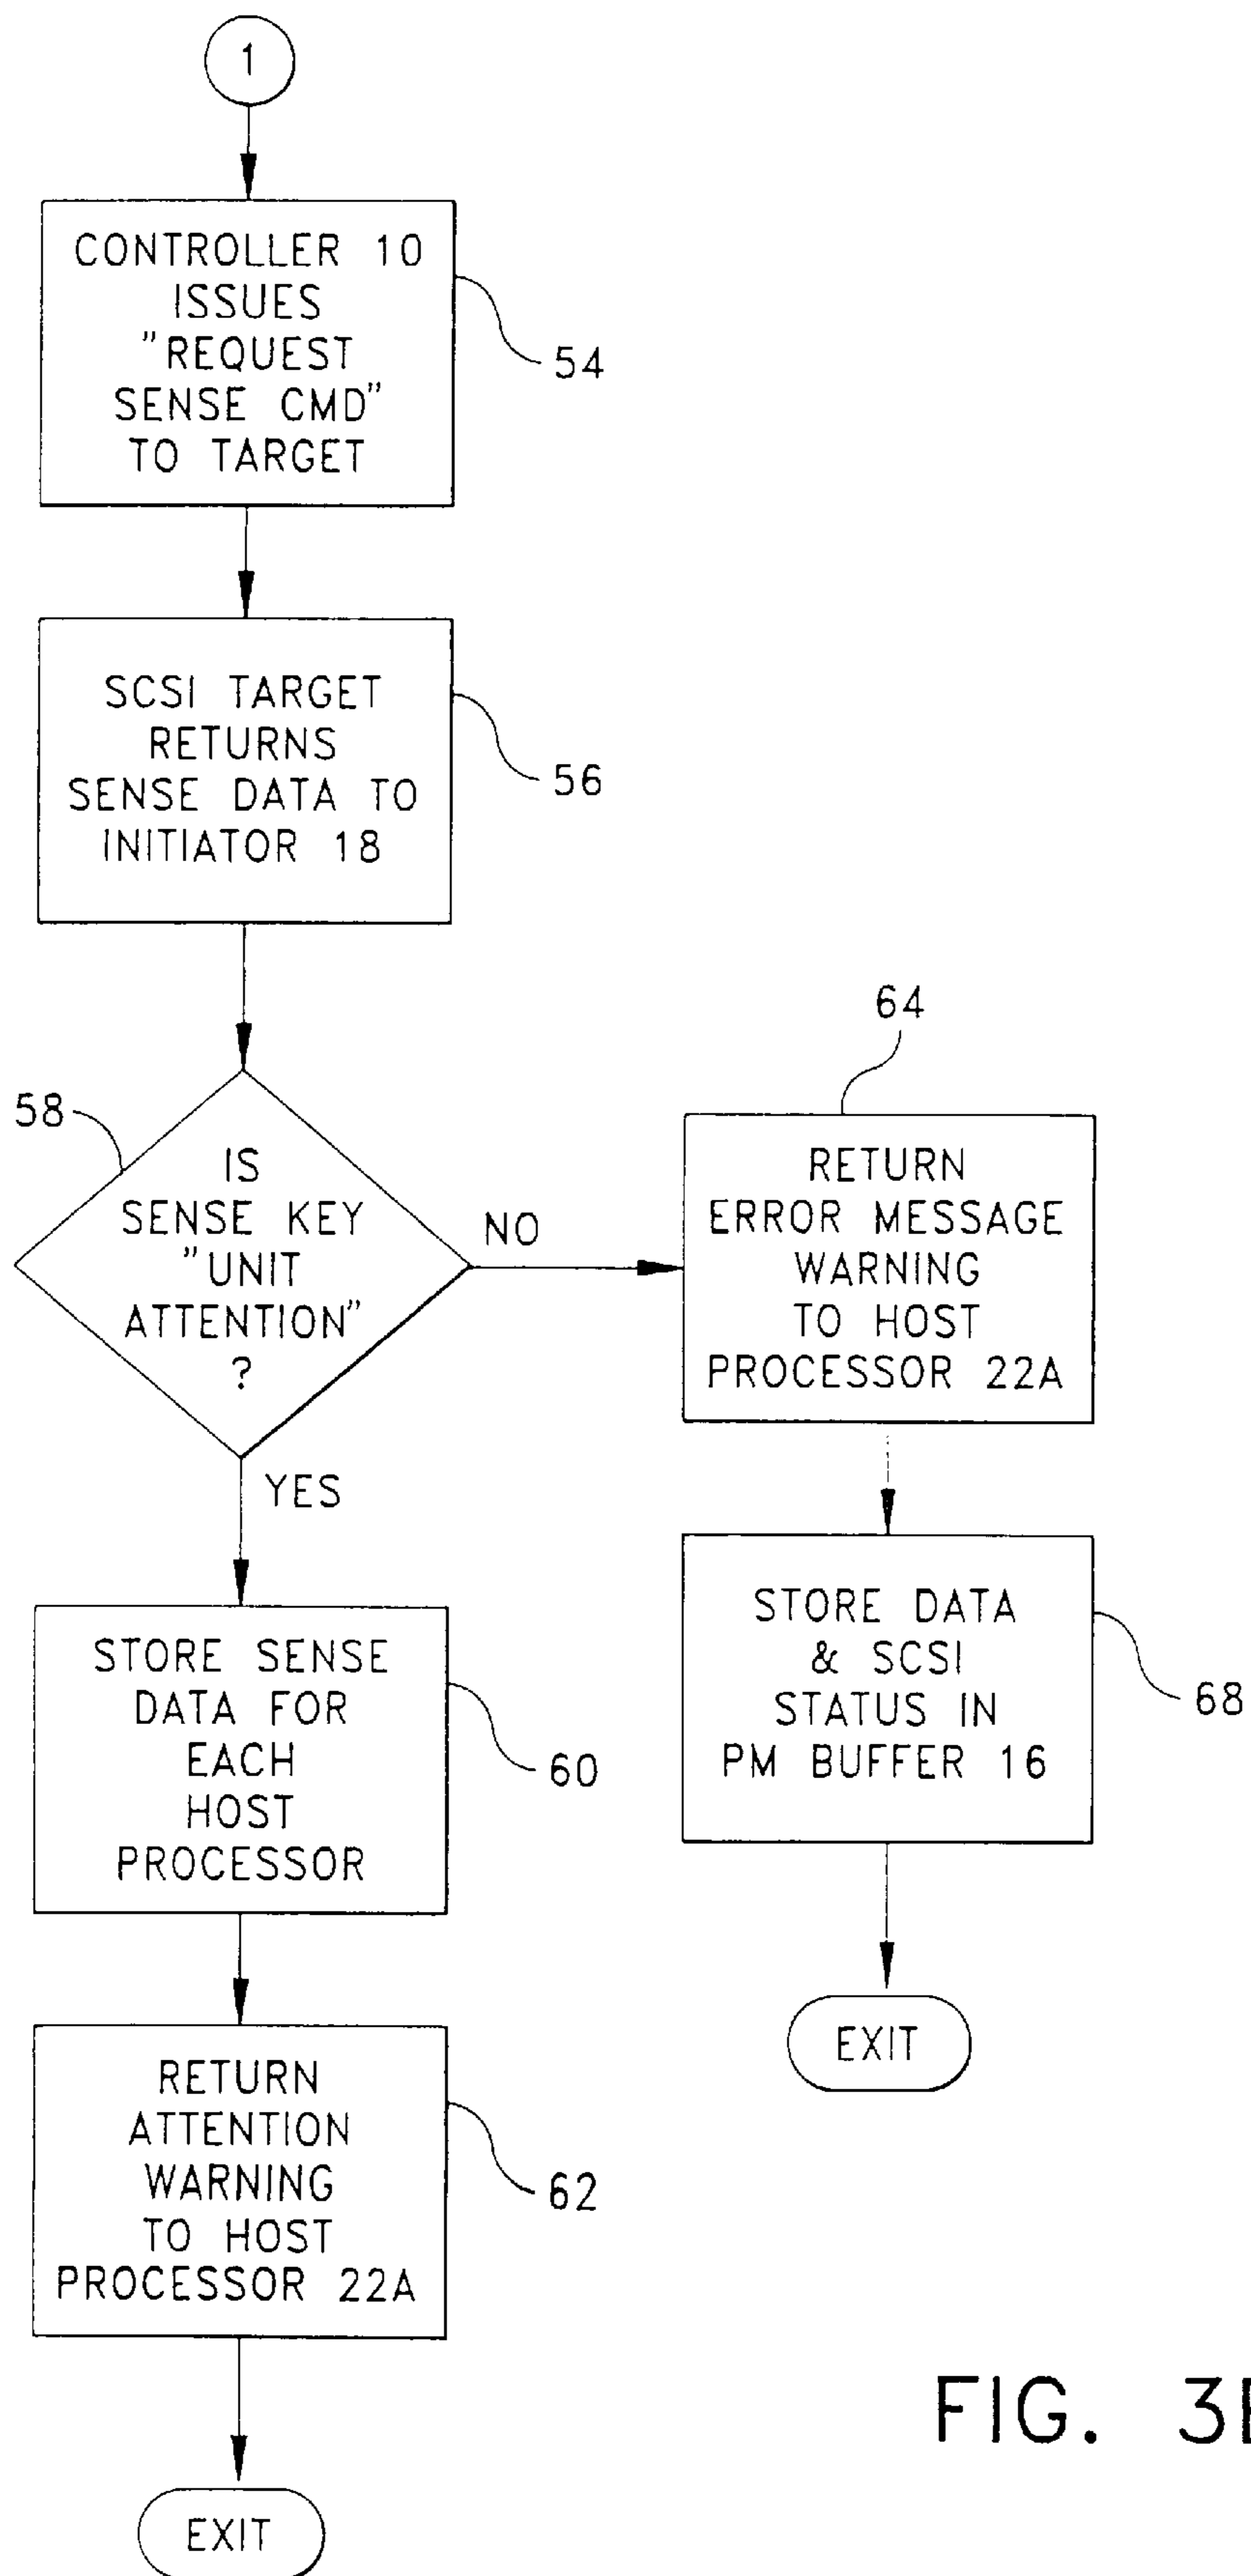 1
CONTROLLER 10
ISSUES
"REQUEST
SENSE CMD"
TO TARGET
54
SCSI TARGET
RETURNS
SENSE DATA TO
INITIATOR 18
56
58
IS
SENSE KEY
"UNIT
ATTENTION"
?
NO
YES
64
RETURN
ERROR MESSAGE
WARNING
TO HOST
PROCESSOR 22A
STORE DATA
& SCSI
STATUS IN
PM BUFFER 16
68
EXIT
STORE SENSE
DATA FOR
EACH
HOST
PROCESSOR
60
RETURN
ATTENTION
WARNING
TO HOST
PROCESSOR 22A
62
EXIT
FIG.